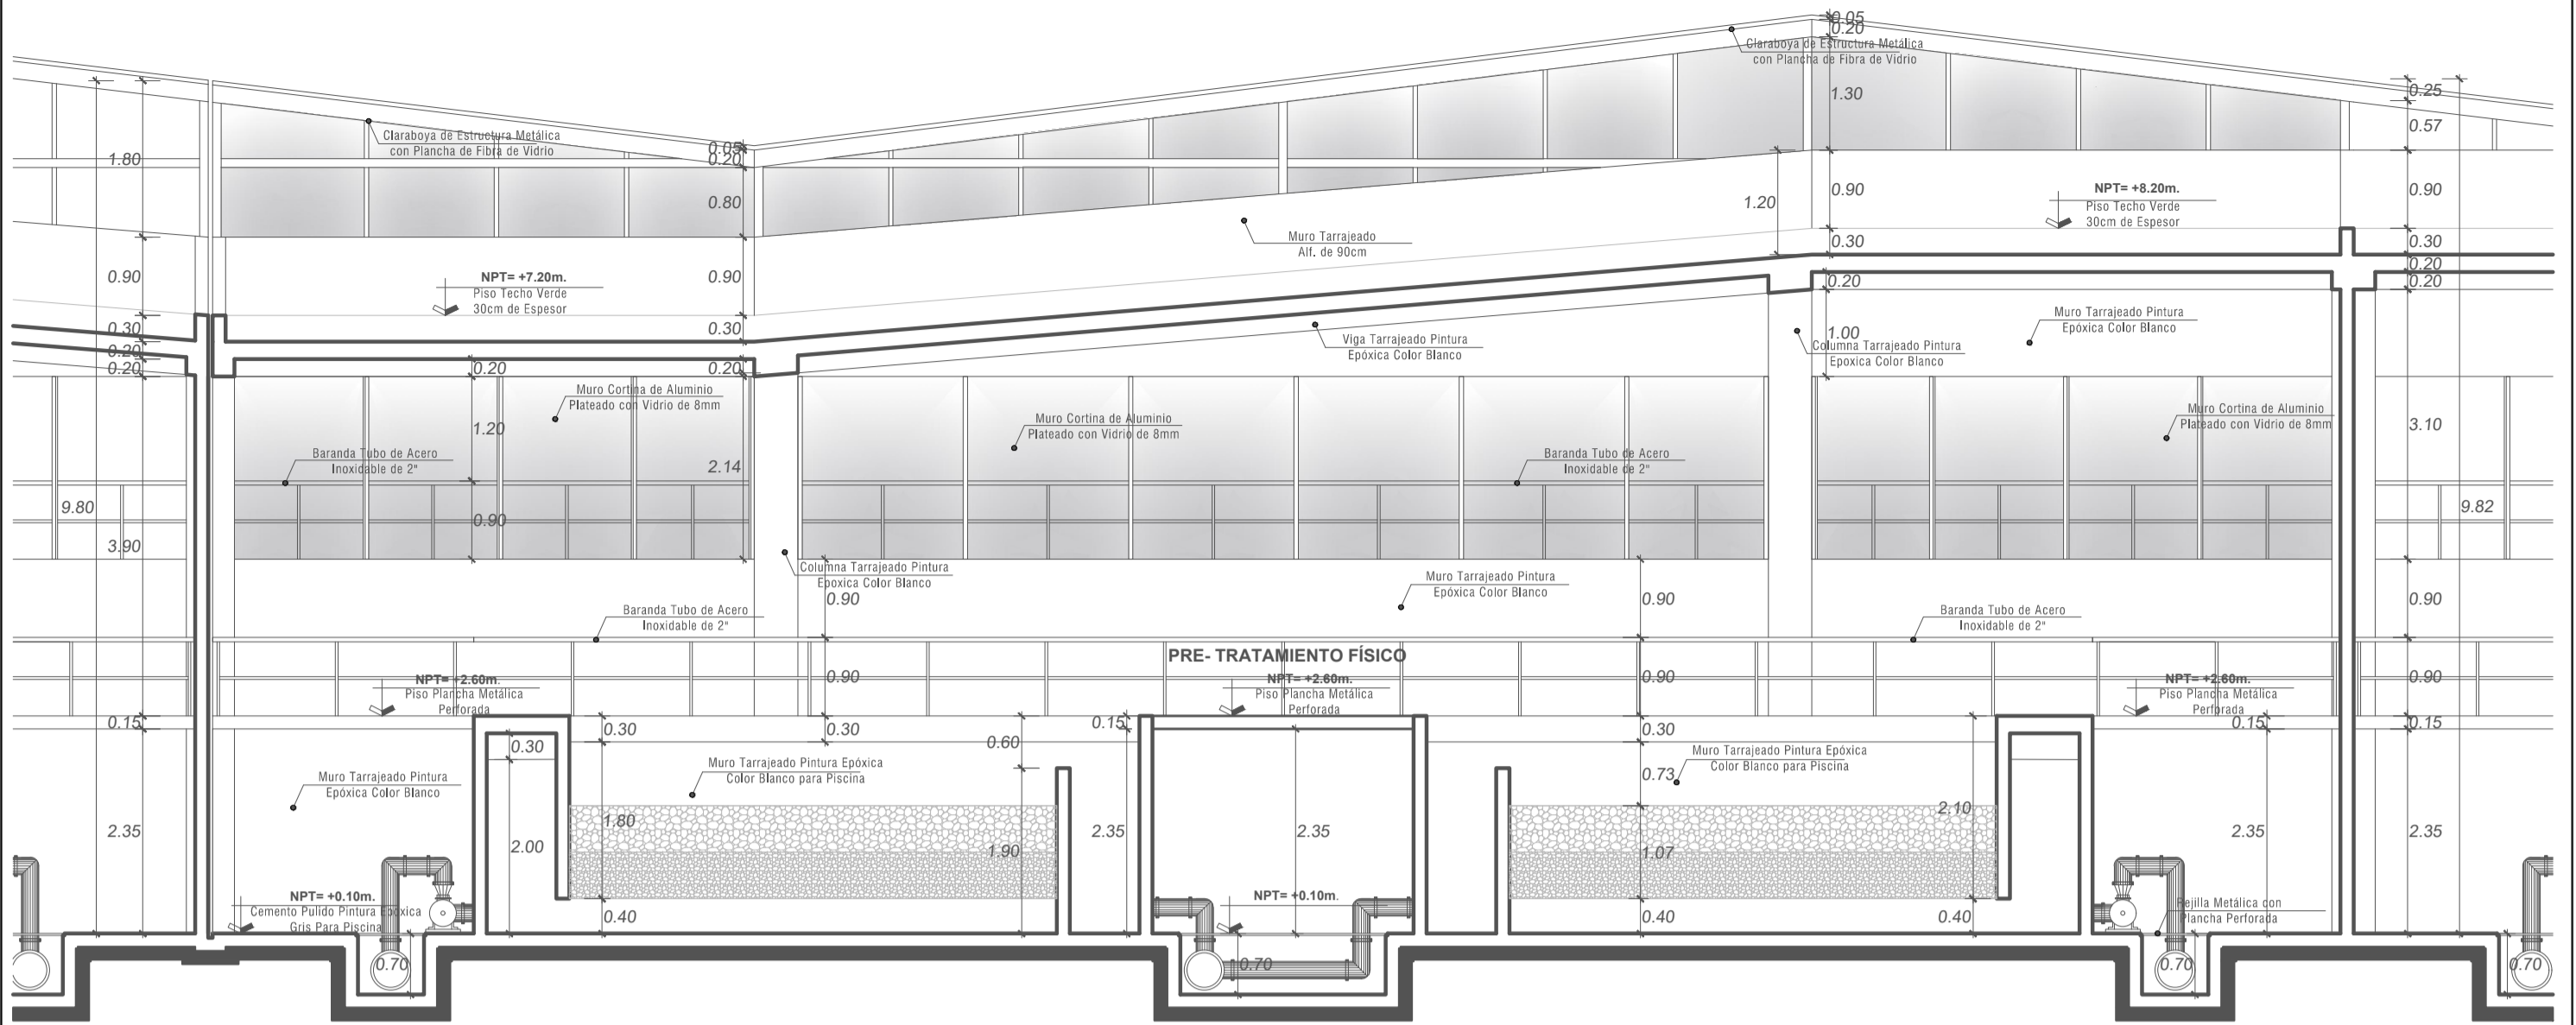 0.05
0.20
Claraboya de Estructura Metálica
con Plancha de Fibra de Vidrio
1.30
0.25
0.57
Claraboya de Estructura Metálica
con Plancha de Fibra de Vidrio
1.80
0.05
0.20
0.80
1.20
0.90
NPT= +8.20m.
Piso Techo Verde
30cm de Espesor
0.90
Muro Tarrajeado
Alf. de 90cm
0.30
0.30
0.90
NPT= +7.20m.
Piso Techo Verde
30cm de Espesor
0.90
0.20
0.20
0.20
0.30
0.30
Muro Tarrajeado Pintura
Epóxica Color Blanco
Viga Tarrajeado Pintura
Epóxica Color Blanco
1.00
Columna Tarrajeado Pintura
Epoxica Color Blanco
0.20
0.20
0.20
0.20
Muro Cortina de Aluminio
Plateado con Vidrio de 8mm
Muro Cortina de Aluminio
Plateado con Vidrio de 8mm
Muro Cortina de Aluminio
Plateado con Vidrio de 8mm
1.20
3.10
Baranda Tubo de Acero
Inoxidable de 2"
2.14
Baranda Tubo de Acero
Inoxidable de 2"
9.80
0.90
9.82
3.90
Columna Tarrajeado Pintura
Epoxica Color Blanco
Muro Tarrajeado Pintura
Epóxica Color Blanco
0.90
0.90
0.90
Baranda Tubo de Acero
Inoxidable de 2"
Baranda Tubo de Acero
Inoxidable de 2"
PRE- TRATAMIENTO FÍSICO
NPT= +2.60m.
Piso Plancha Metálica
Perforada
0.90
NPT= +2.60m.
Piso Plancha Metálica
Perforada
0.90
NPT= +2.60m.
Piso Plancha Metálica
Perforada
0.90
0.15
0.30
0.30
0.15
0.30
0.15
0.15
0.30
0.60
Muro Tarrajeado Pintura Epóxica
Color Blanco para Piscina
Muro Tarrajeado Pintura Epóxica
Color Blanco para Piscina
0.73
Muro Tarrajeado Pintura
Epóxica Color Blanco
2.10
2.35
1.80
2.35
2.35
2.35
2.35
2.00
1.90
1.07
NPT= +0.10m.
Cemento Pulido Pintura Epóxica
Gris Para Piscina
0.40
NPT= +0.10m.
0.40
0.40
Rejilla Metálica con
Plancha Perforada
0.70
0.70
0.70
0.70